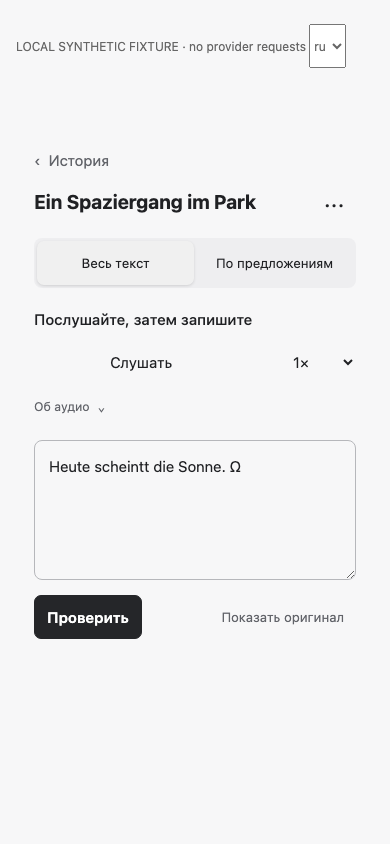 LOCAL SYNTHETIC FIXTURE · no provider requests ru
‹ История
Ein Spaziergang im Park ...
Весь текст По предложениям
Послушайте, затем запишите
Слушать 1×
Об аудио
Heute scheintt die Sonne. Ω
Проверить Показать оригинал